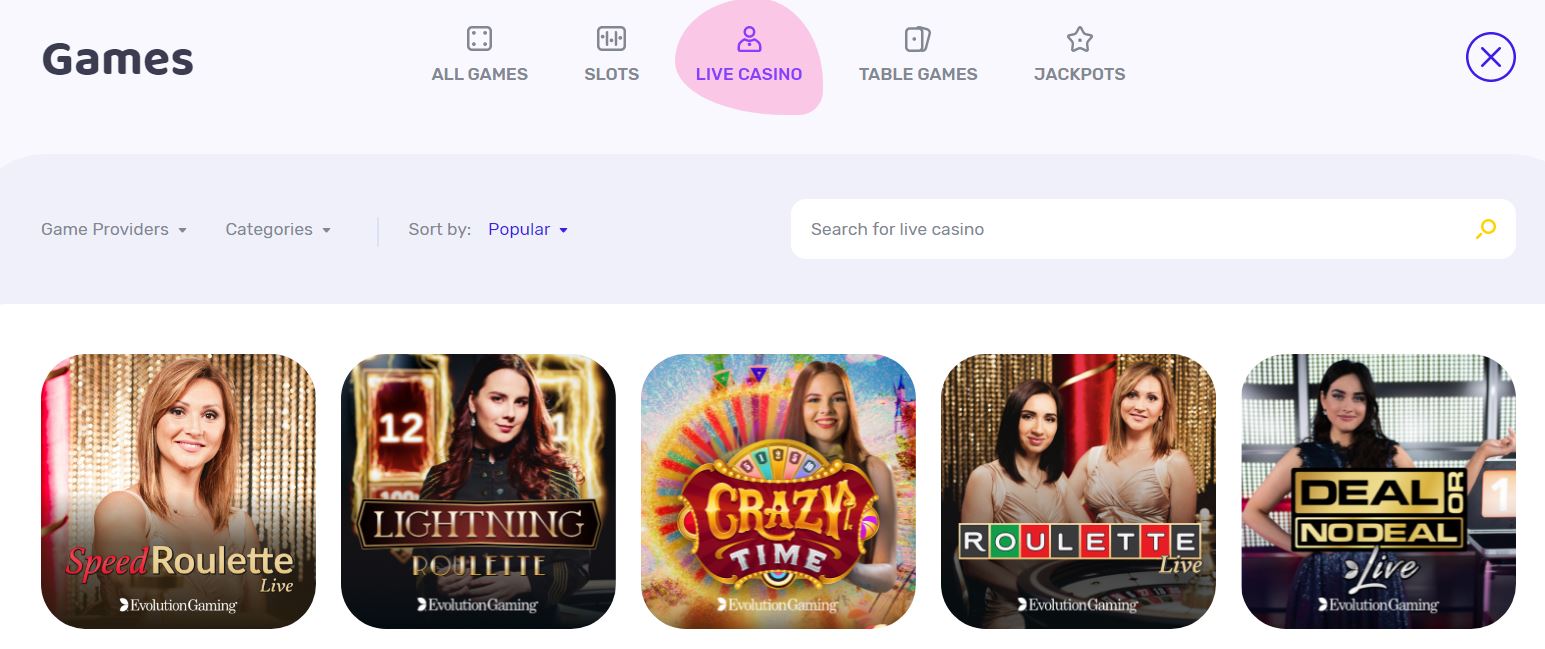 Games
ALL GAMES
SLOTS
LIVE CASINO
TABLE GAMES
JACKPOTS
Game Providers
Categories
Sort by: Popular
Search for live casino
Speed Roulette
Live
Evolution Gaming
12
1
LIGHTNING
ROULETTE
Evolution Gaming
CRAZY
TIME
Evolution Gaming
ROULETTE
Live
Evolution Gaming
1
DEAL OR
NO DEAL
Live
Evolution Gaming